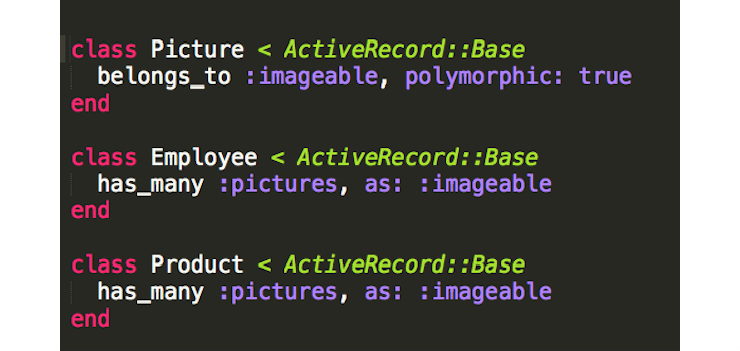 class Picture < ActiveRecord::Base
  belongs_to :imageable, polymorphic: true
end
class Employee < ActiveRecord::Base
  has_many :pictures, as: :imageable
end
class Product < ActiveRecord::Base
  has_many :pictures, as: :imageable
end